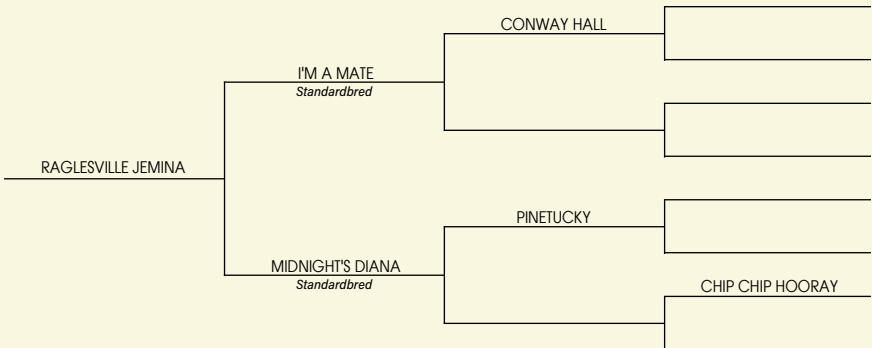 CONWAY HALL
I'M A MATE
Standardbred
RAGLESVILLE JEMINA
PINETUCKY
MIDNIGHT'S DIANA
Standardbred
CHIP CHIP HOORAY